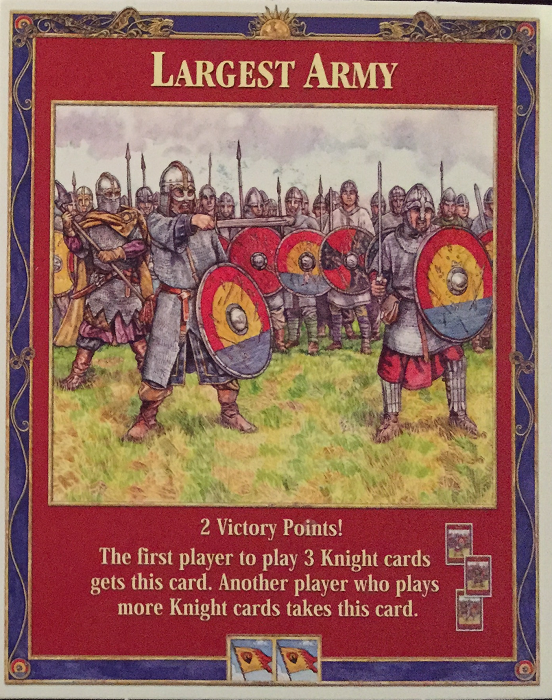 LARGEST ARMY
2 Victory Points!
The first player to play 3 Knight cards
gets this card. Another player who plays
more Knight cards takes this card.